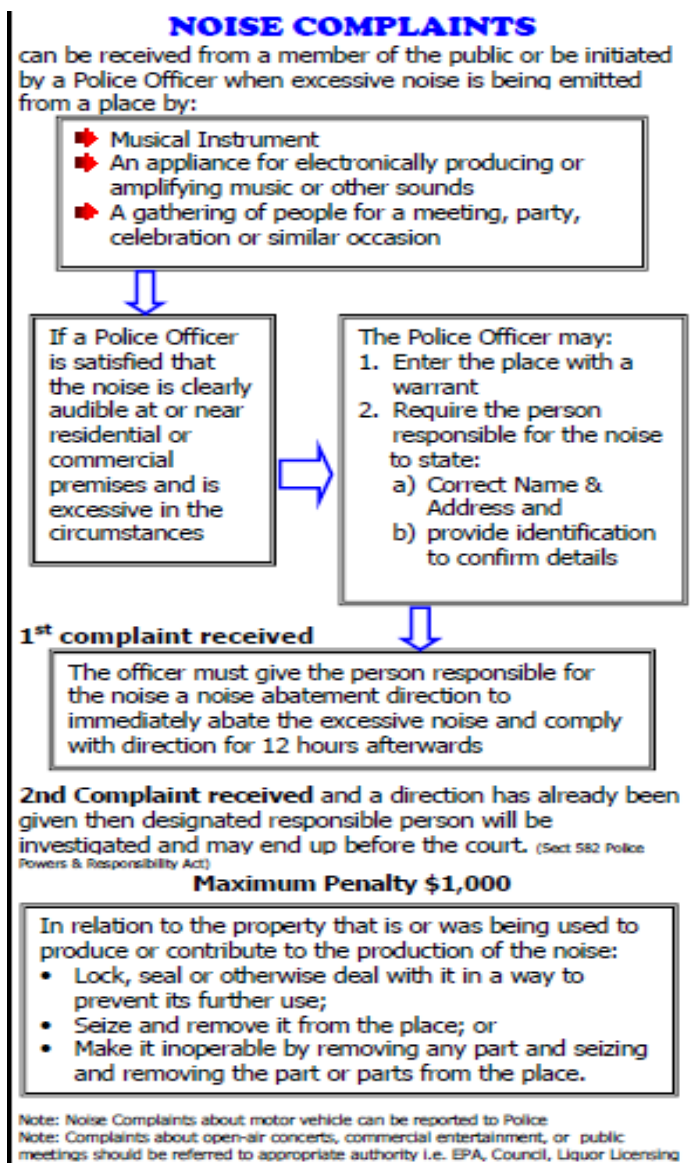 NOISE COMPLAINTS
can be received from a member of the public or be initiated
by a Police Officer when excessive noise is being emitted
from a place by:
Musical Instrument
An appliance for electronically producing or
amplifying music or other sounds
A gathering of people for a meeting, party,
celebration or similar occasion
If a Police Officer
is satisfied that
the noise is clearly
audible at or near
residential or
commercial
premises and is
excessive in the
circumstances
The Police Officer may:
1. Enter the place with a
warrant
2. Require the person
responsible for the noise
to state:
a) Correct Name &
Address and
b) provide identification
to confirm details
1st complaint received
The officer must give the person responsible for
the noise a noise abatement direction to
immediately abate the excessive noise and comply
with direction for 12 hours afterwards
2nd Complaint received and a direction has already been
given then designated responsible person will be
investigated and may end up before the court. (Sect 582 Police
Powers & Responsibility Act)
Maximum Penalty $1,000
In relation to the property that is or was being used to
produce or contribute to the production of the noise:
• Lock, seal or otherwise deal with it in a way to
prevent its further use;
• Seize and remove it from the place; or
• Make it inoperable by removing any part and seizing
and removing the part or parts from the place.
Note: Noise Complaints about motor vehicle can be reported to Police
Note: Complaints about open-air concerts, commercial entertainment, or public
meetings should be referred to appropriate authority i.e. EPA, Council, Liquor Licensing